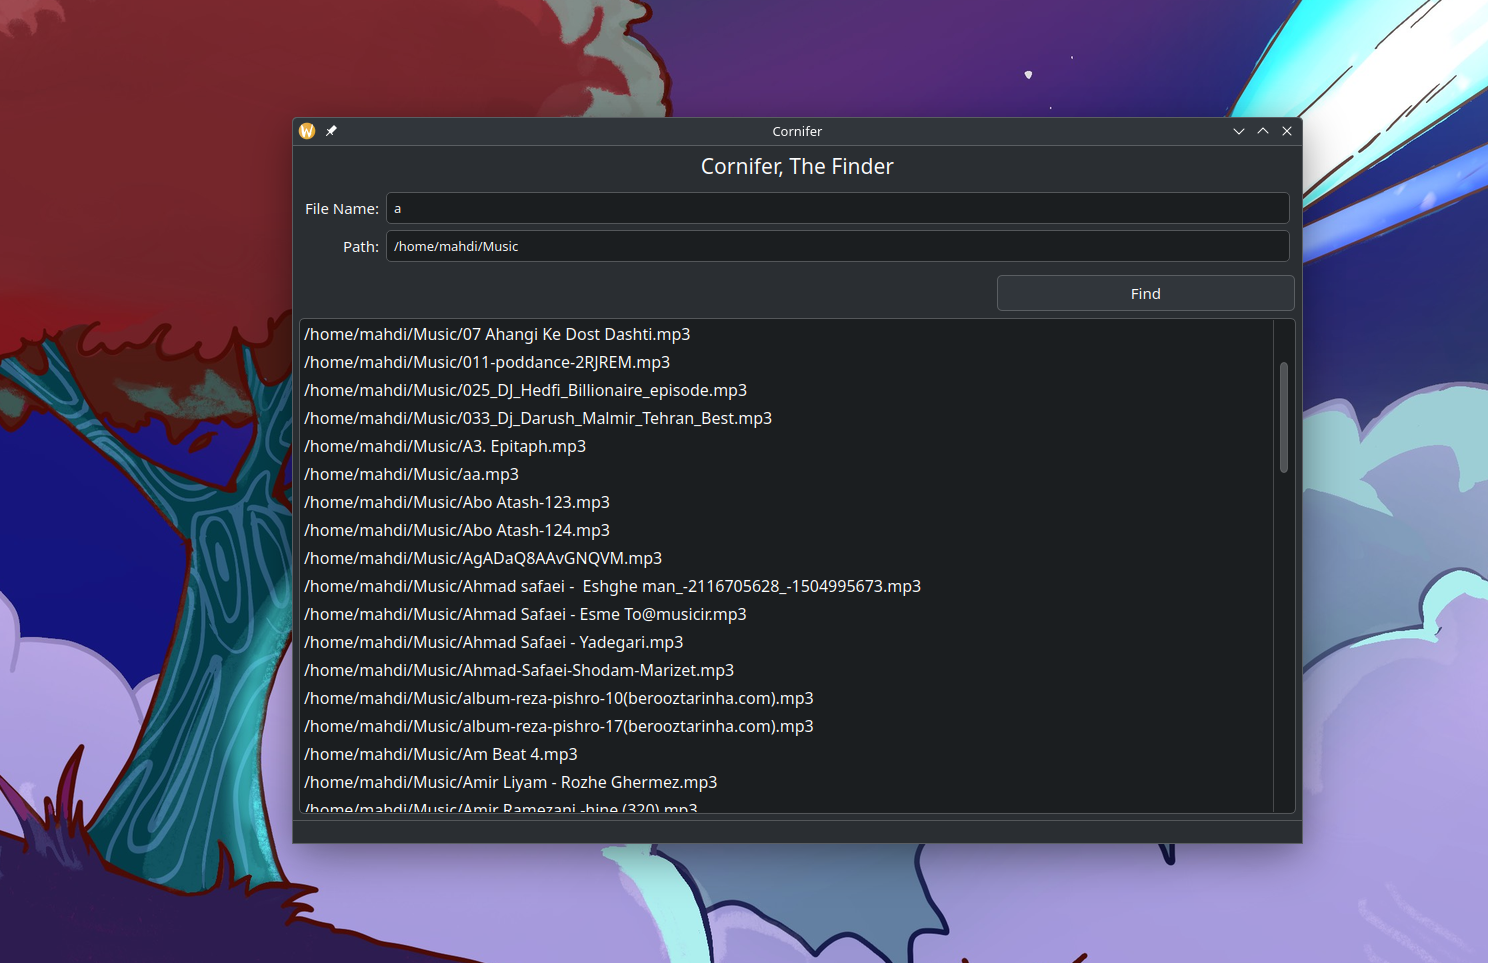 W
Cornifer
Cornifer, The Finder
File Name: a
Path: /home/mahdi/Music
Find
/home/mahdi/Music/07 Ahangi Ke Dost Dashti.mp3
/home/mahdi/Music/011-poddance-2RJREM.mp3
/home/mahdi/Music/025_DJ_Hedfi_Billionaire_episode.mp3
/home/mahdi/Music/033_Dj_Darush_Malmir_Tehran_Best.mp3
/home/mahdi/Music/A3. Epitaph.mp3
/home/mahdi/Music/aa.mp3
/home/mahdi/Music/Abo Atash-123.mp3
/home/mahdi/Music/Abo Atash-124.mp3
/home/mahdi/Music/AgADaQ8AAvGNQVM.mp3
/home/mahdi/Music/Ahmad safaei -  Eshghe man_-2116705628_-1504995673.mp3
/home/mahdi/Music/Ahmad Safaei - Esme To@musicir.mp3
/home/mahdi/Music/Ahmad Safaei - Yadegari.mp3
/home/mahdi/Music/Ahmad-Safaei-Shodam-Marizet.mp3
/home/mahdi/Music/album-reza-pishro-10(berooztarinha.com).mp3
/home/mahdi/Music/album-reza-pishro-17(berooztarinha.com).mp3
/home/mahdi/Music/Am Beat 4.mp3
/home/mahdi/Music/Amir Liyam - Rozhe Ghermez.mp3
/home/mahdi/Music/Amir Ramezani -hine (320).mp3